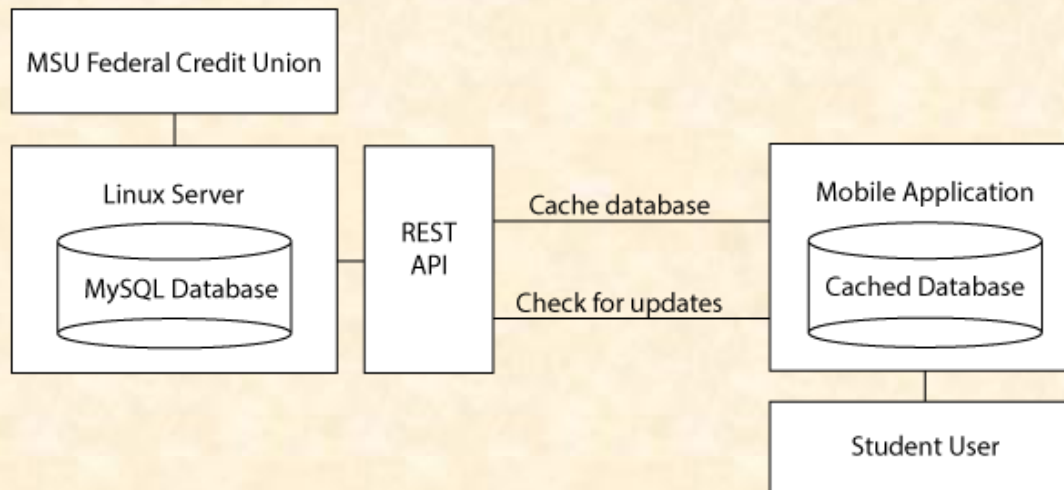 MSU Federal Credit Union
Linux Server
MySQL Database
REST
API
Cache database
Check for updates
Mobile Application
Cached Database
Student User